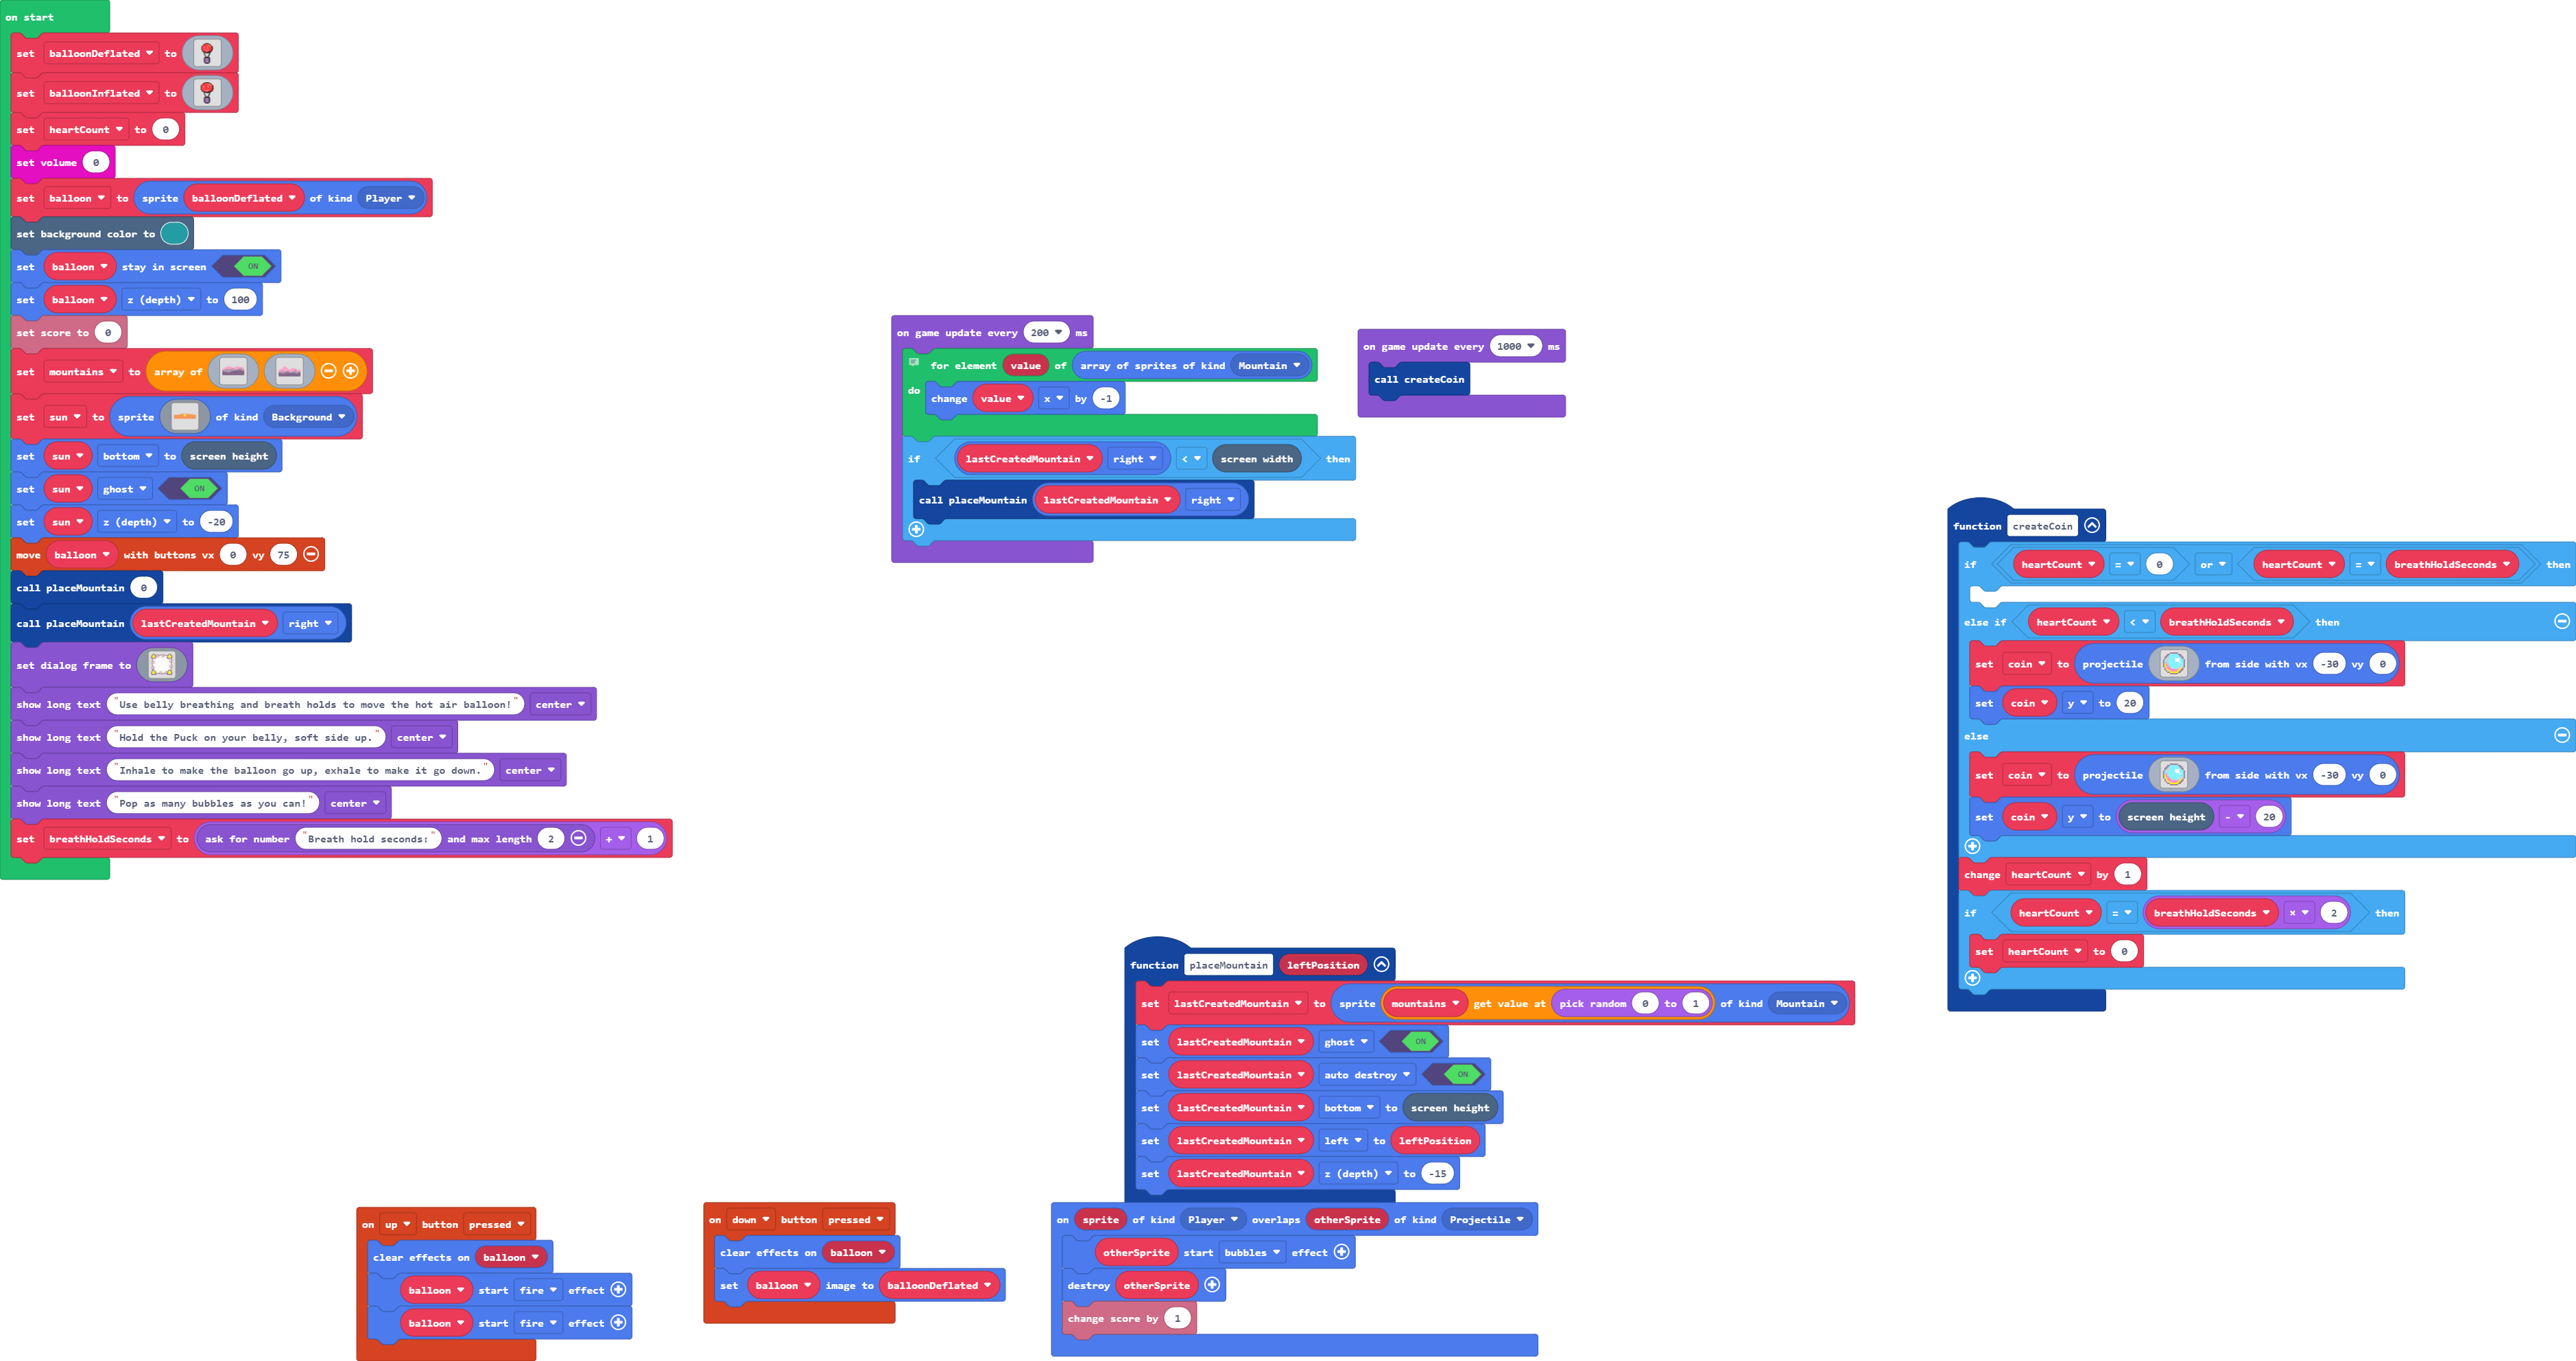 on start
set balloonDeflated to
set balloonInflated to
set heartCount to 0
set volume 0
set balloon to sprite balloonDeflated of kind Player
set background color to
set balloon stay in screen ON
set balloon z (depth) to 100
set score to 0
set mountains to array of
set sun to sprite of kind Background
set sun bottom to screen height
set sun ghost ON
set sun z (depth) to -20
move balloon with buttons vx 0 vy 75
call placeMountain 0
call placeMountain lastCreatedMountain right
set dialog frame to
show long text "Use belly breathing and breath holds to move the hot air balloon!" center
show long text "Hold the Puck on your belly, soft side up." center
show long text "Inhale to make the balloon go up, exhale to make it go down." center
show long text "Pop as many bubbles as you can!" center
set breathHoldSeconds to ask for number "Breath hold seconds:" and max length 2 + 1
on game update every 200 ms
for element value of array of sprites of kind Mountain
do
change value x by -1
if lastCreatedMountain right < screen width then
call placeMountain lastCreatedMountain right
on game update every 1000 ms
call createCoin
function createCoin
if heartCount = 0 or heartCount = breathHoldSeconds then
else if heartCount < breathHoldSeconds then
set coin to projectile from side with vx -30 vy 0
set coin y to 20
else
set coin to projectile from side with vx -30 vy 0
set coin y to screen height - 20
change heartCount by 1
if heartCount = breathHoldSeconds × 2 then
set heartCount to 0
function placeMountain leftPosition
set lastCreatedMountain to sprite mountains get value at pick random 0 to 1 of kind Mountain
set lastCreatedMountain ghost ON
set lastCreatedMountain auto destroy ON
set lastCreatedMountain bottom to screen height
set lastCreatedMountain left to leftPosition
set lastCreatedMountain z (depth) to -15
on up button pressed
clear effects on balloon
balloon start fire effect
balloon start fire effect
on down button pressed
clear effects on balloon
set balloon image to balloonDeflated
on sprite of kind Player overlaps otherSprite of kind Projectile
otherSprite start bubbles effect
destroy otherSprite
change score by 1